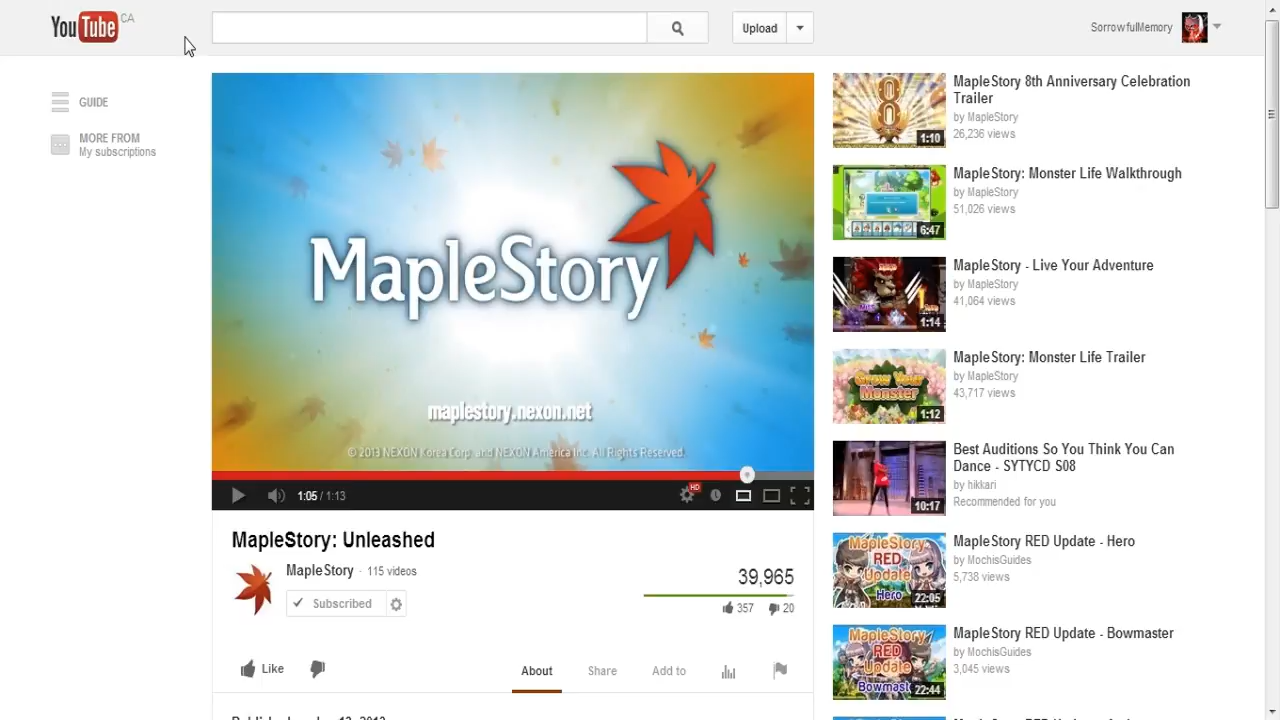 YouTube CA
Upload
SorrowfulMemory
GUIDE
MORE FROM
My subscriptions
MapleStory
maplestory.nexon.net
© 2013 NEXON Korea Corp. and NEXON America Inc. All Rights Reserved.
1:05 / 1:13
HD
MapleStory: Unleashed
MapleStory · 115 videos
Subscribed
39,965
357
20
Like
About
Share
Add to
8
1:10
MapleStory 8th Anniversary Celebration
Trailer
by MapleStory
26,236 views
6:47
MapleStory: Monster Life Walkthrough
by MapleStory
51,026 views
1:14
MapleStory - Live Your Adventure
by MapleStory
41,064 views
Grow Your
Monster
1:12
MapleStory: Monster Life Trailer
by MapleStory
43,717 views
10:17
Best Auditions So You Think You Can
Dance - SYTYCD S08
by hikkari
Recommended for you
MapleStory
RED
Update
Hero
22:05
MapleStory RED Update - Hero
by MochisGuides
5,738 views
MapleStory
RED
Update
Bowmast
22:44
MapleStory RED Update - Bowmaster
by MochisGuides
3,045 views